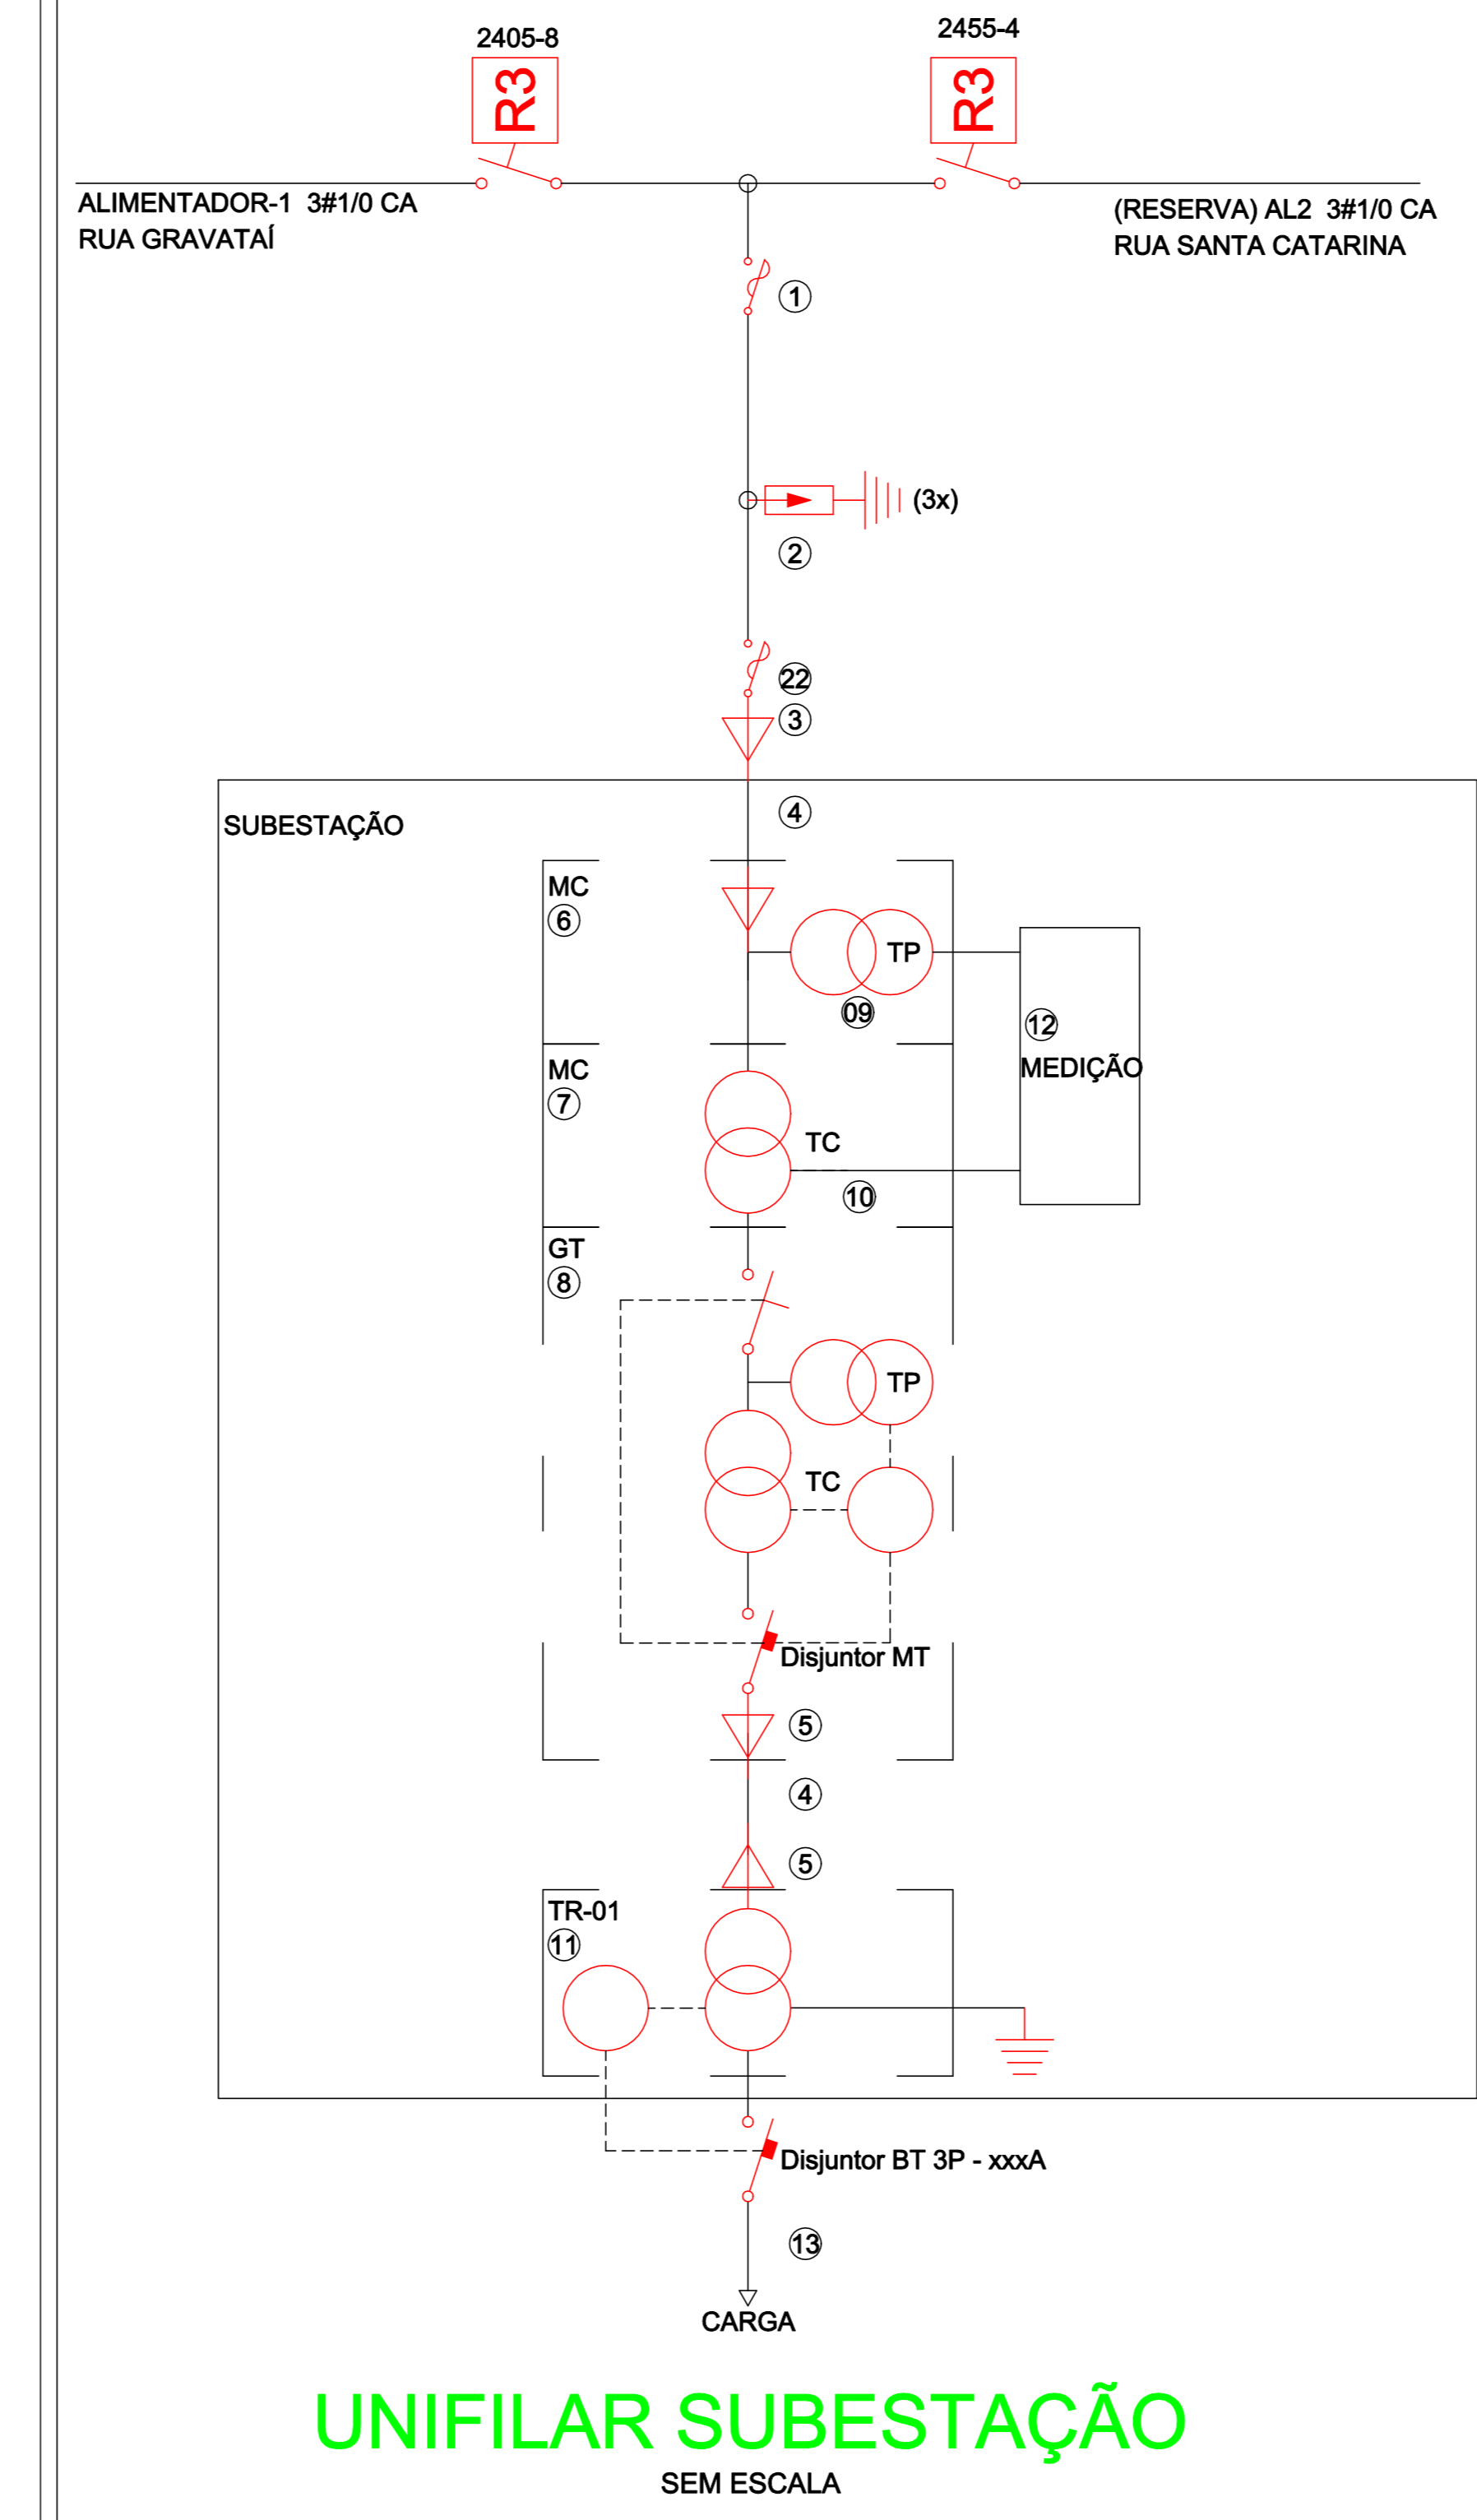 2405-8
2455-4
R3
R3
ALIMENTADOR-1 3#1/0 CA
RUA GRAVATAÍ
(RESERVA) AL2 3#1/0 CA
RUA SANTA CATARINA
1
(3x)
2
22
3
SUBESTAÇÃO
4
MC
6
TP
09
12
MEDIÇÃO
MC
7
TC
10
GT
8
TP
TC
Disjuntor MT
5
4
5
TR-01
11
Disjuntor BT 3P - xxxA
13
CARGA
UNIFILAR SUBESTAÇÃO
SEM ESCALA